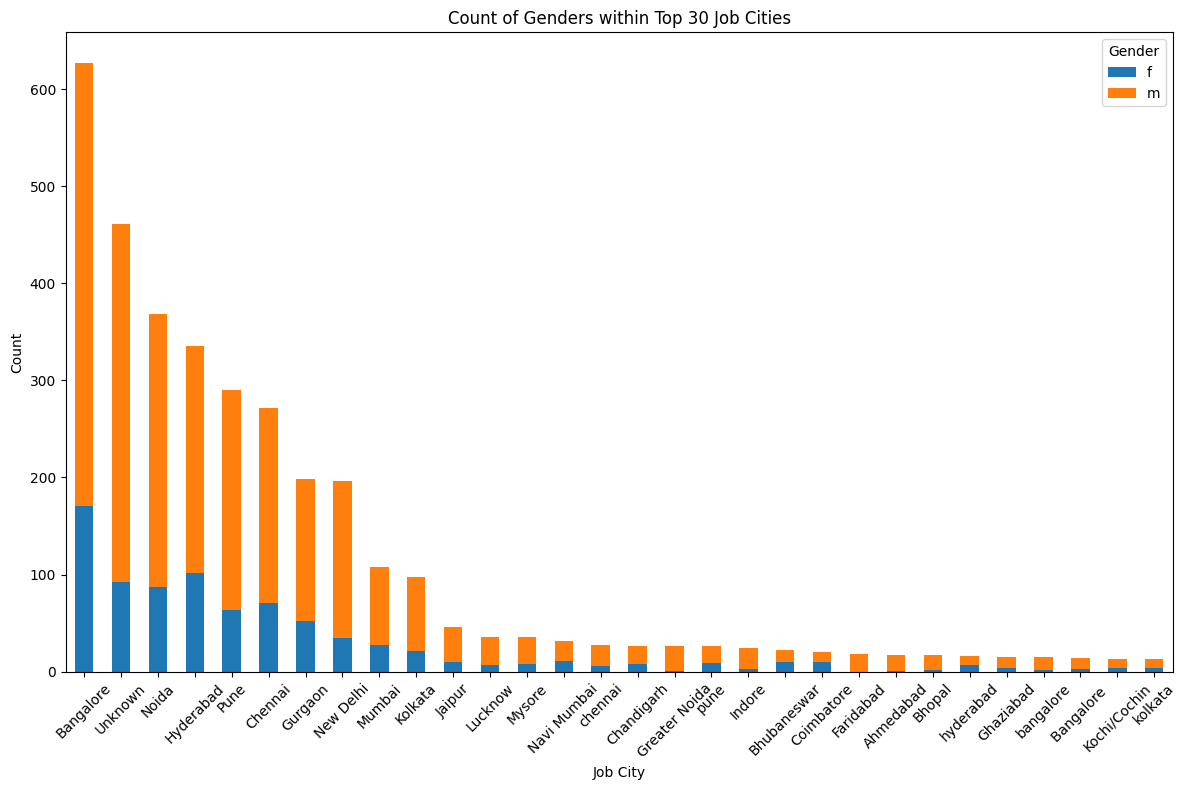 Count of Genders within Top 30 Job Cities
Gender
f
m
600
500
400
300
200
100
0
Count
Bangalore
Unknown
Noida
Hyderabad
Pune
Chennai
Gurgaon
New Delhi
Mumbai
Kolkata
Jaipur
Lucknow
Mysore
Navi Mumbai
chennai
Chandigarh
Greater Noida
pune
Indore
Bhubaneswar
Coimbatore
Faridabad
Ahmedabad
Bhopal
hyderabad
Ghaziabad
bangalore
Bangalore
Kochi/Cochin
kolkata
Job City